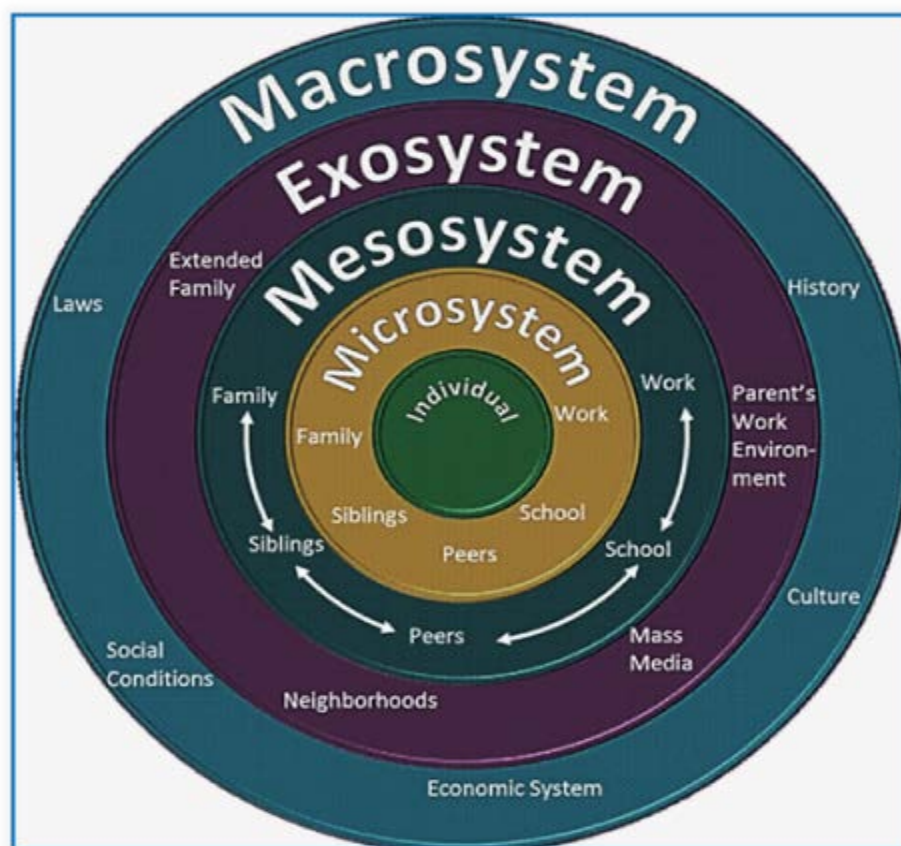 Macrosystem
Exosystem
Mesosystem
Microsystem
Individual
Extended
Family
Laws
History
Family
Work
Parent's
Work
Environ-
ment
Family
Work
Siblings
School
Siblings
Peers
School
Peers
Culture
Mass
Media
Social
Conditions
Neighborhoods
Economic System